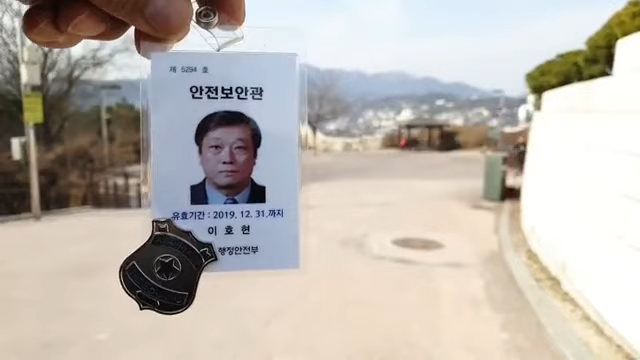 제 5294 호
안전보안관
유효기간 : 2019. 12. 31.까지
이 호 현
행정안전부